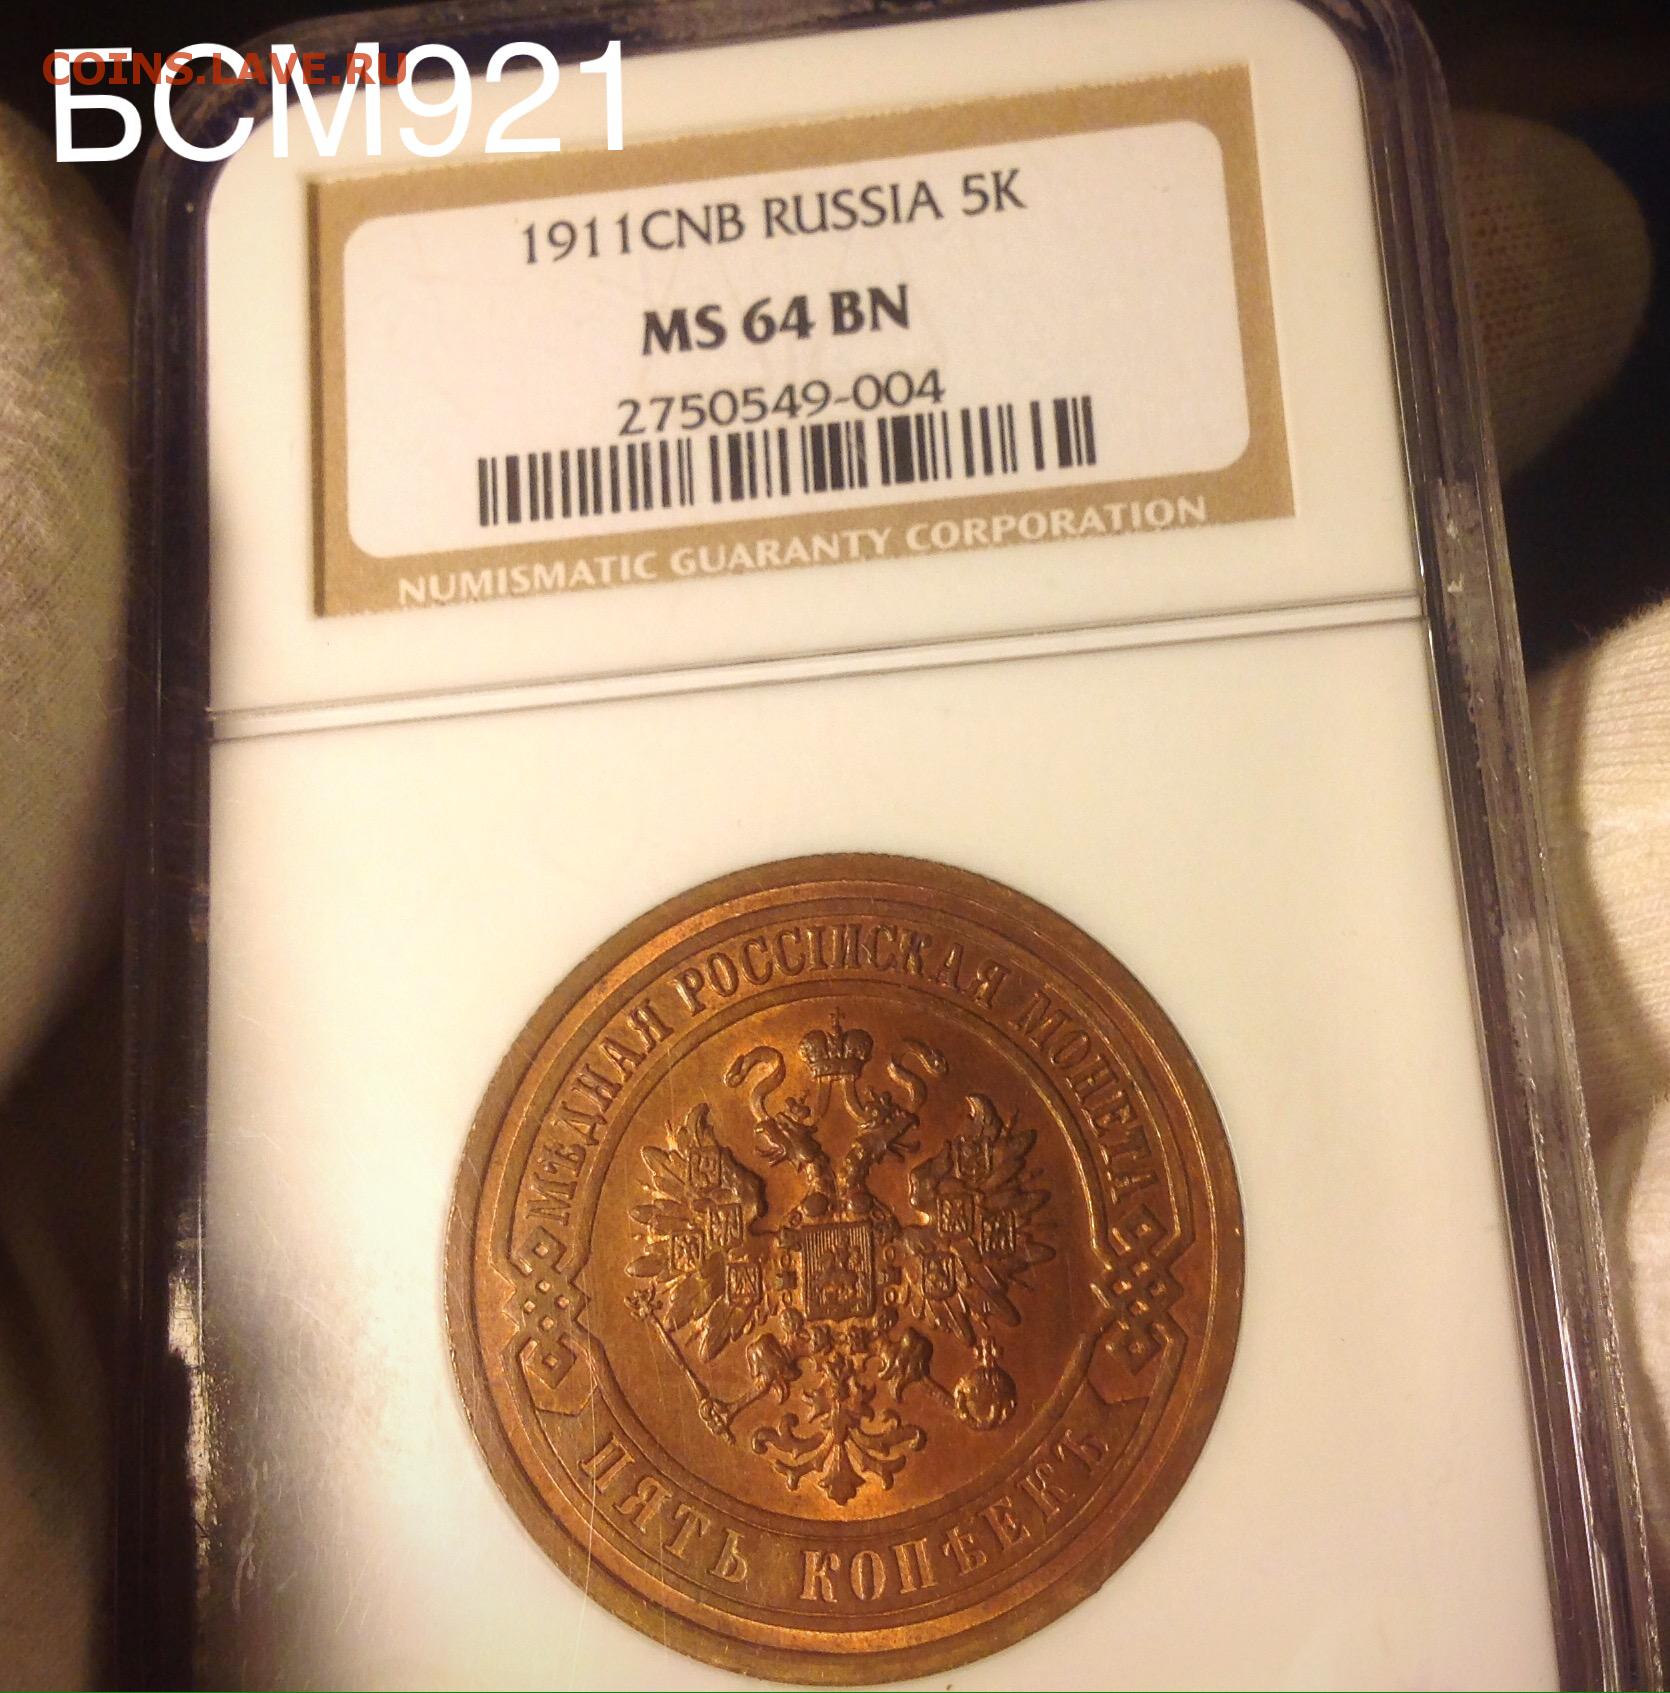 COINS.LAVE.RU
БСМ921
1911CNB RUSSIA 5K
MS 64 BN
2750549-004
NUMISMATIC GUARANTY CORPORATION
МѢДНАЯ РОССІЙСКАЯ МОНЕТА
ПЯТЬ КОПѢЕКЪ